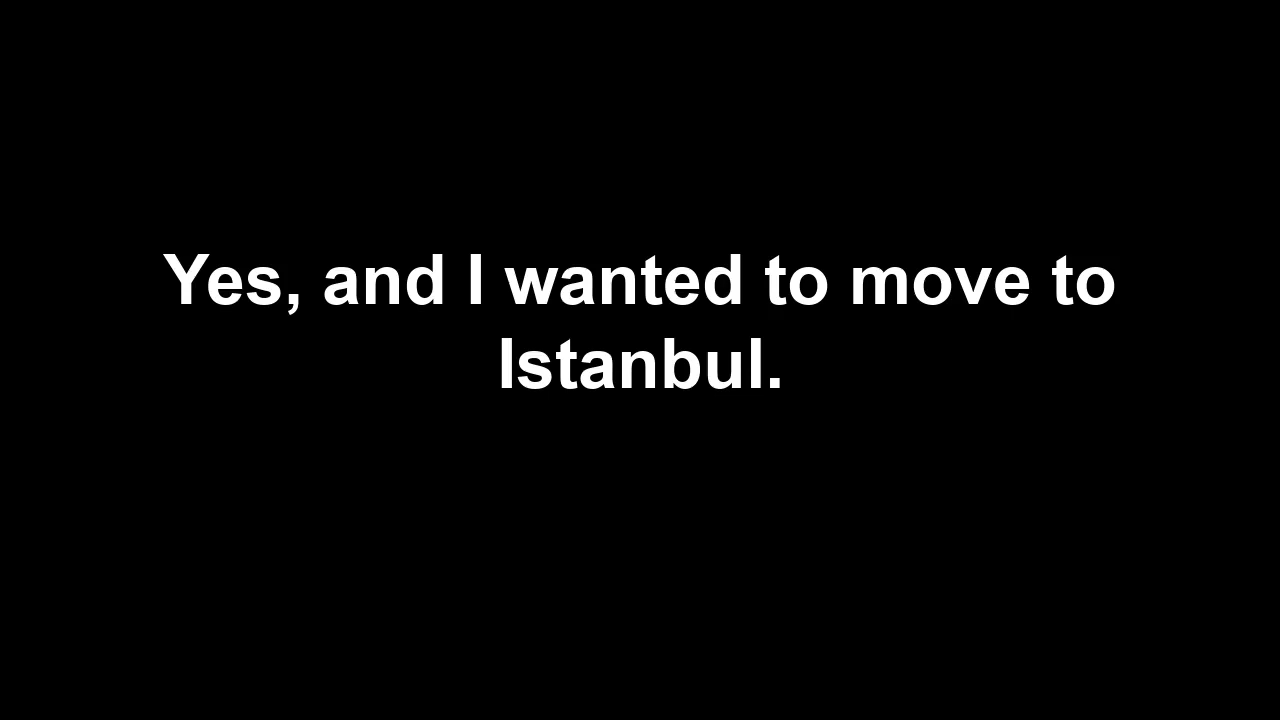 Yes, and I wanted to move to
Istanbul.